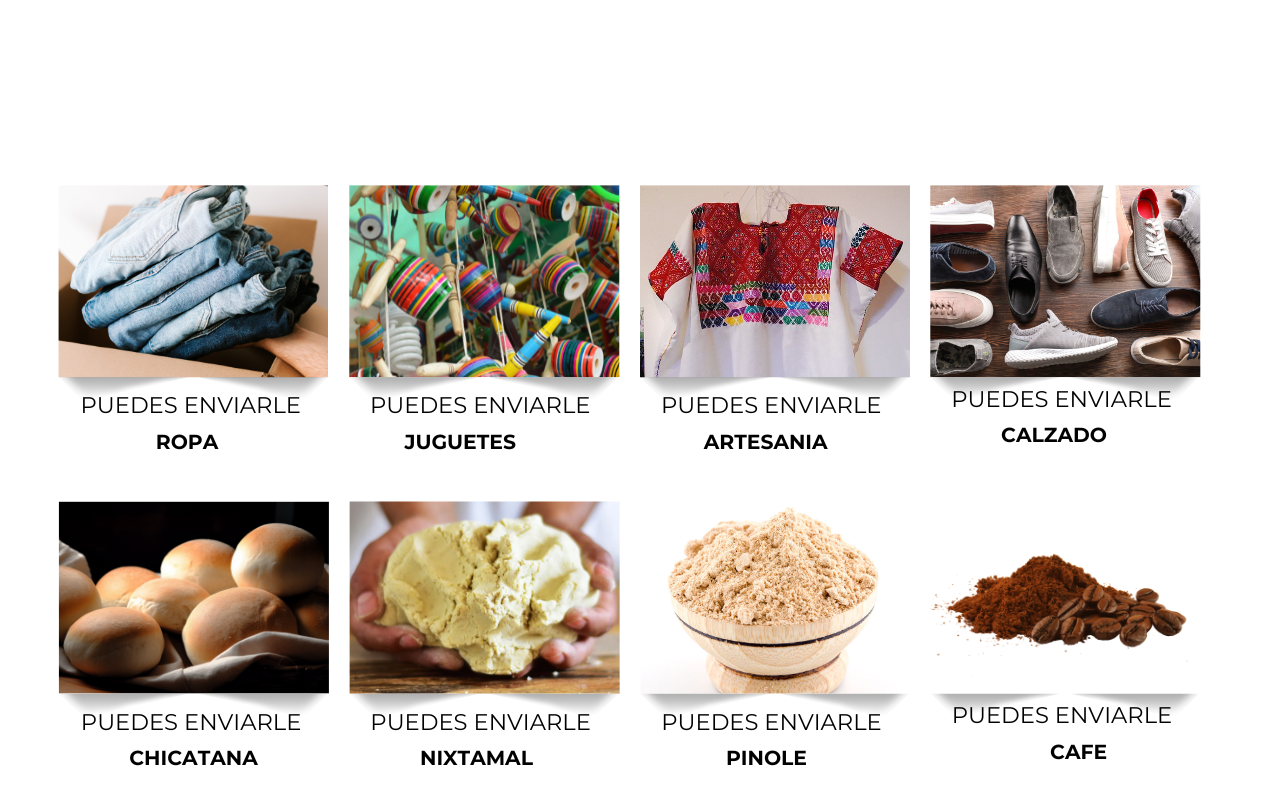 PUEDES ENVIARLE
ROPA
PUEDES ENVIARLE
JUGUETES
PUEDES ENVIARLE
ARTESANIA
PUEDES ENVIARLE
CALZADO
PUEDES ENVIARLE
CHICATANA
PUEDES ENVIARLE
NIXTAMAL
PUEDES ENVIARLE
PINOLE
PUEDES ENVIARLE
CAFE